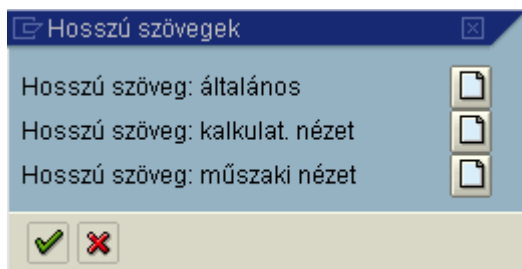 Hosszú szövegek
Hosszú szöveg: általános
Hosszú szöveg: kalkulat. nézet
Hosszú szöveg: műszaki nézet